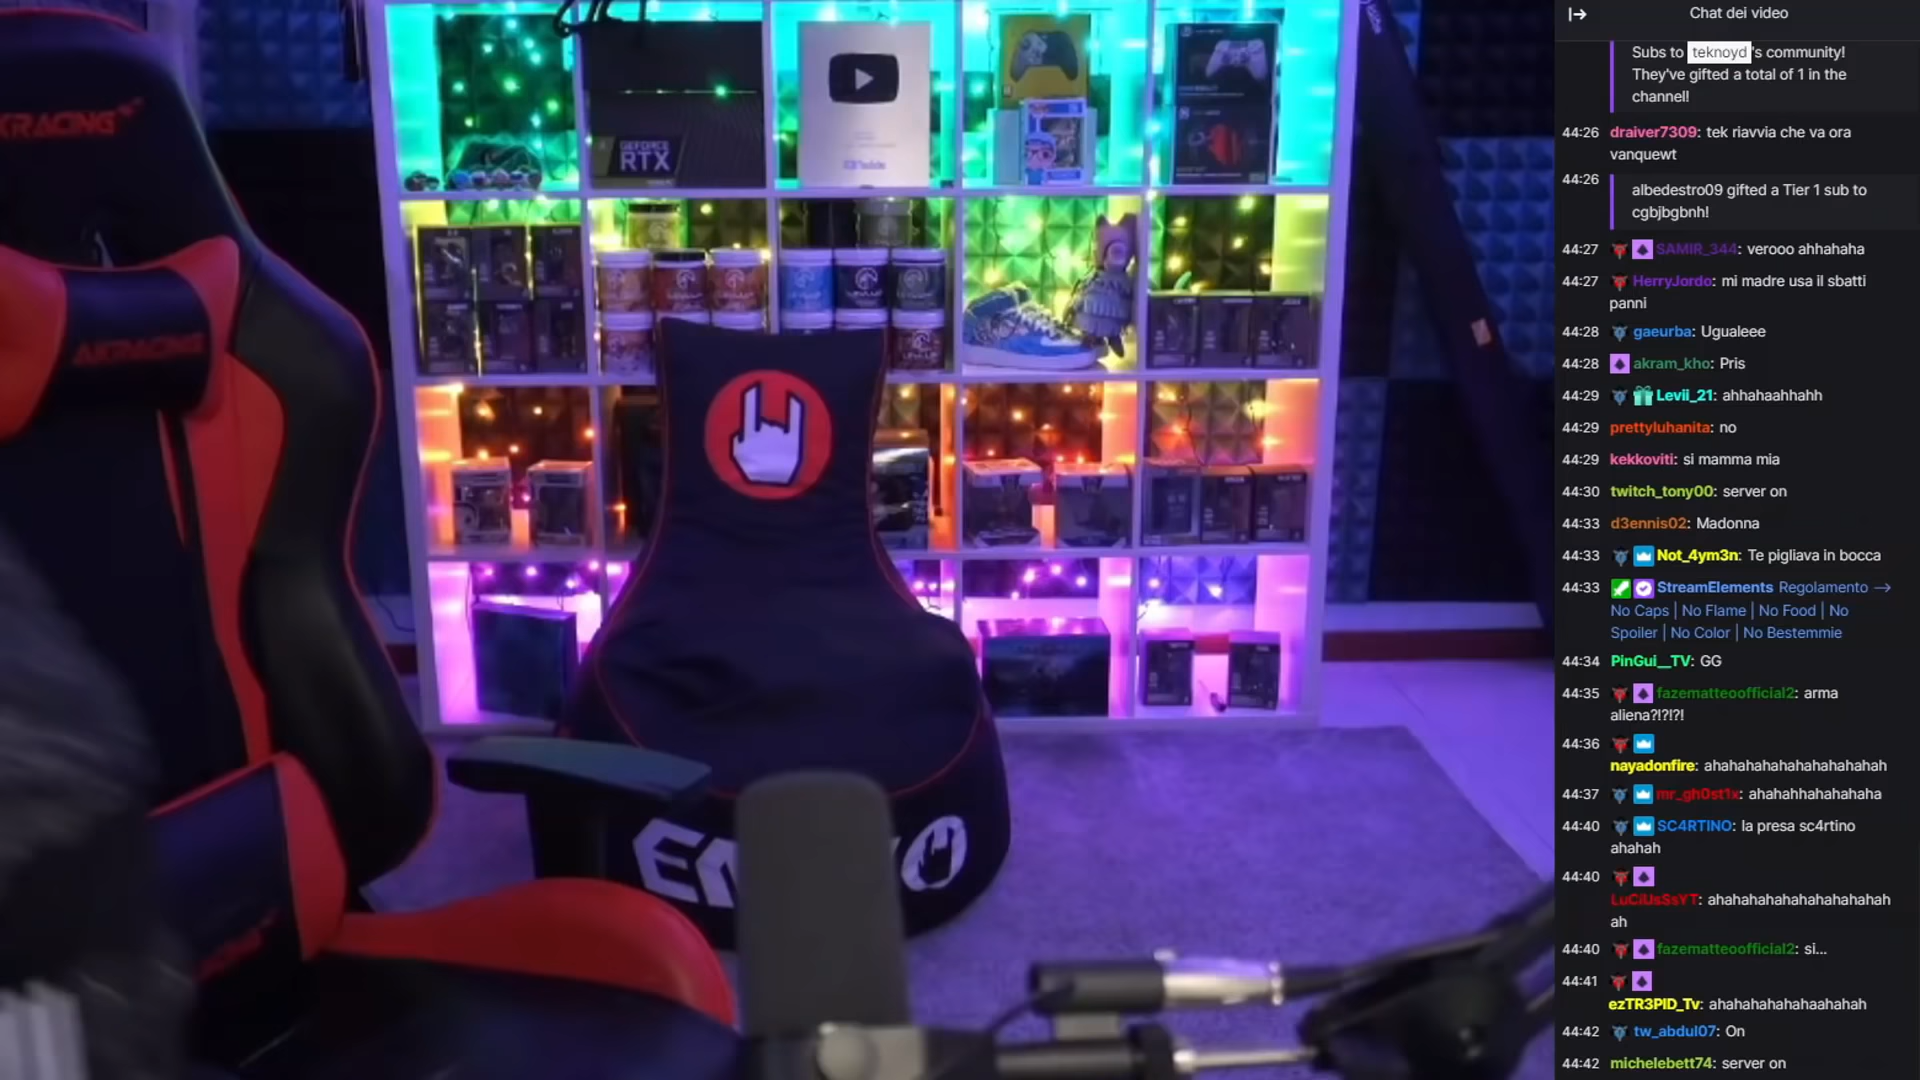 Chat dei video
Subs to teknoyd 's community!
They've gifted a total of 1 in the
channel!
44:26 draiver7309: tek riavvia che va ora
vanquewt
44:26 albedestro09 gifted a Tier 1 sub to
cgbjbgbnh!
44:27 SAMIR_344: verooo ahhahaha
44:27 HerryJordo: mi madre usa il sbatti
panni
44:28 gaeurba: Ugualeee
44:28 akram_kho: Pris
44:29 Levii_21: ahhahaahhahh
44:29 prettyluhanita: no
44:29 kekkoviti: si mamma mia
44:30 twitch_tony00: server on
44:33 d3ennis02: Madonna
44:33 Not_4ym3n: Te pigliava in bocca
44:33 StreamElements Regolamento -->
No Caps | No Flame | No Food | No
Spoiler | No Color | No Bestemmie
44:34 PinGui__TV: GG
44:35 fazematteoofficial2: arma
aliena?!?!?!
44:36
nayadonfire: ahahahahahahahahahah
44:37 mr_gh0st1x: ahahahhahahahaha
44:40 SC4RTINO: la presa sc4rtino
ahahah
44:40
LuCiUsSsYT: ahahahahahahahahahah
ah
44:40 fazematteoofficial2: si...
44:41
ezTR3PID_Tv: ahahahahahahaahahah
44:42 tw_abdul07: On
44:42 michelebett74: server on
AKRACING
AKRACING
GEFORCE
RTX
YouTube